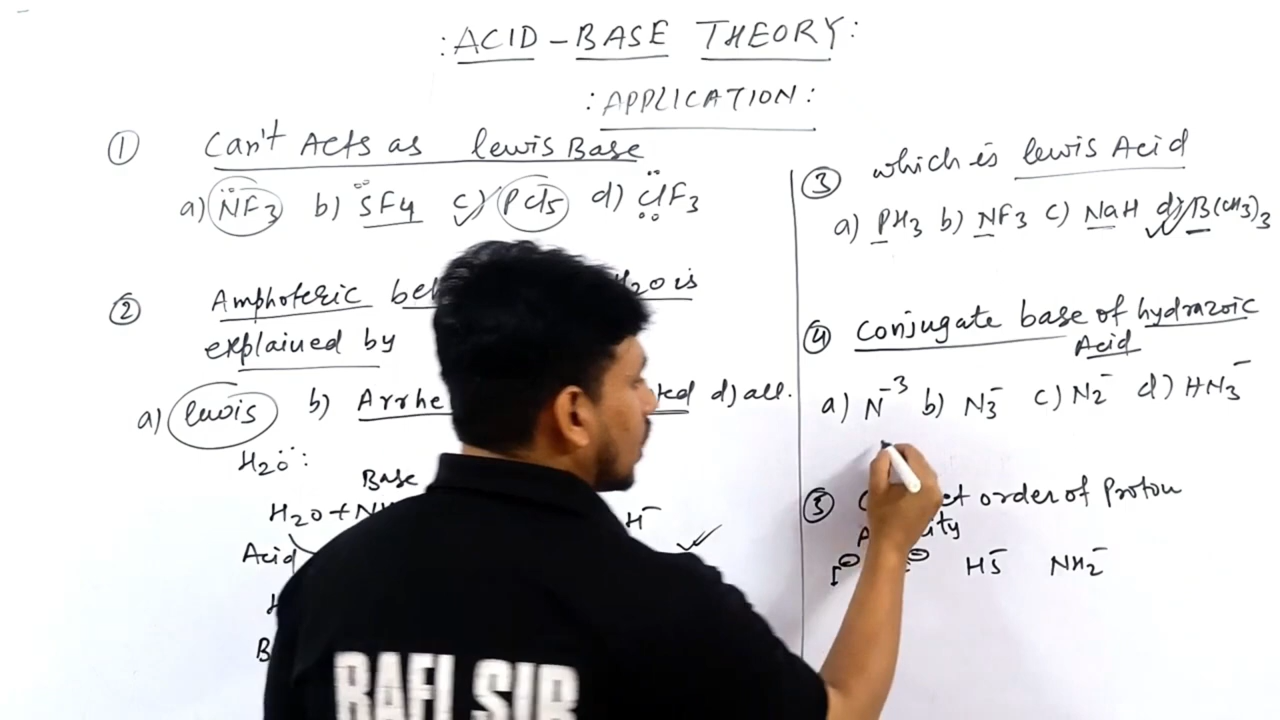 : ACID - BASE THEORY :
: APPLICATION :
① Can't Acts as lewis Base
a) NF3 b) SF4 c) PCl5 d) ClF3
② Amphoteric H2O is
explained by
a) lewis b) d) all.
H2O
Base
H2O +
Acid
③ which is lewis Acid
a) PH3 b) NF3 c) NaH d) B(CH3)3
④ Conjugate base of hydrazoic
Acid
a) N-3 b) N3- c) N2- d) HN3-
⑤ order of Proton
I⊖ HS- NH2-
RAFI SIR